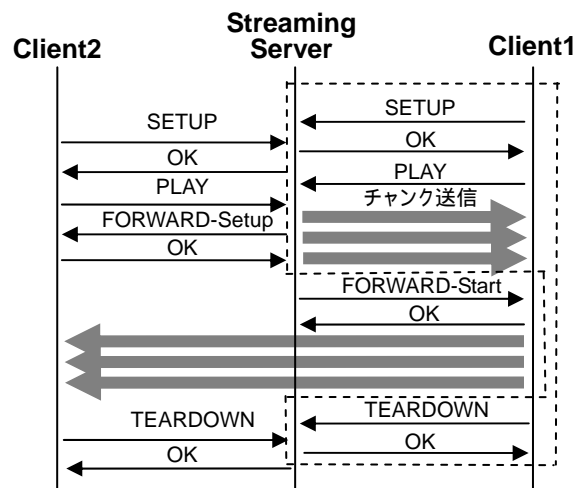 Client2
Streaming
Server
Client1
SETUP
SETUP
OK
OK
PLAY
PLAY
チャンク送信
FORWARD-Setup
OK
FORWARD-Start
OK
TEARDOWN
TEARDOWN
OK
OK